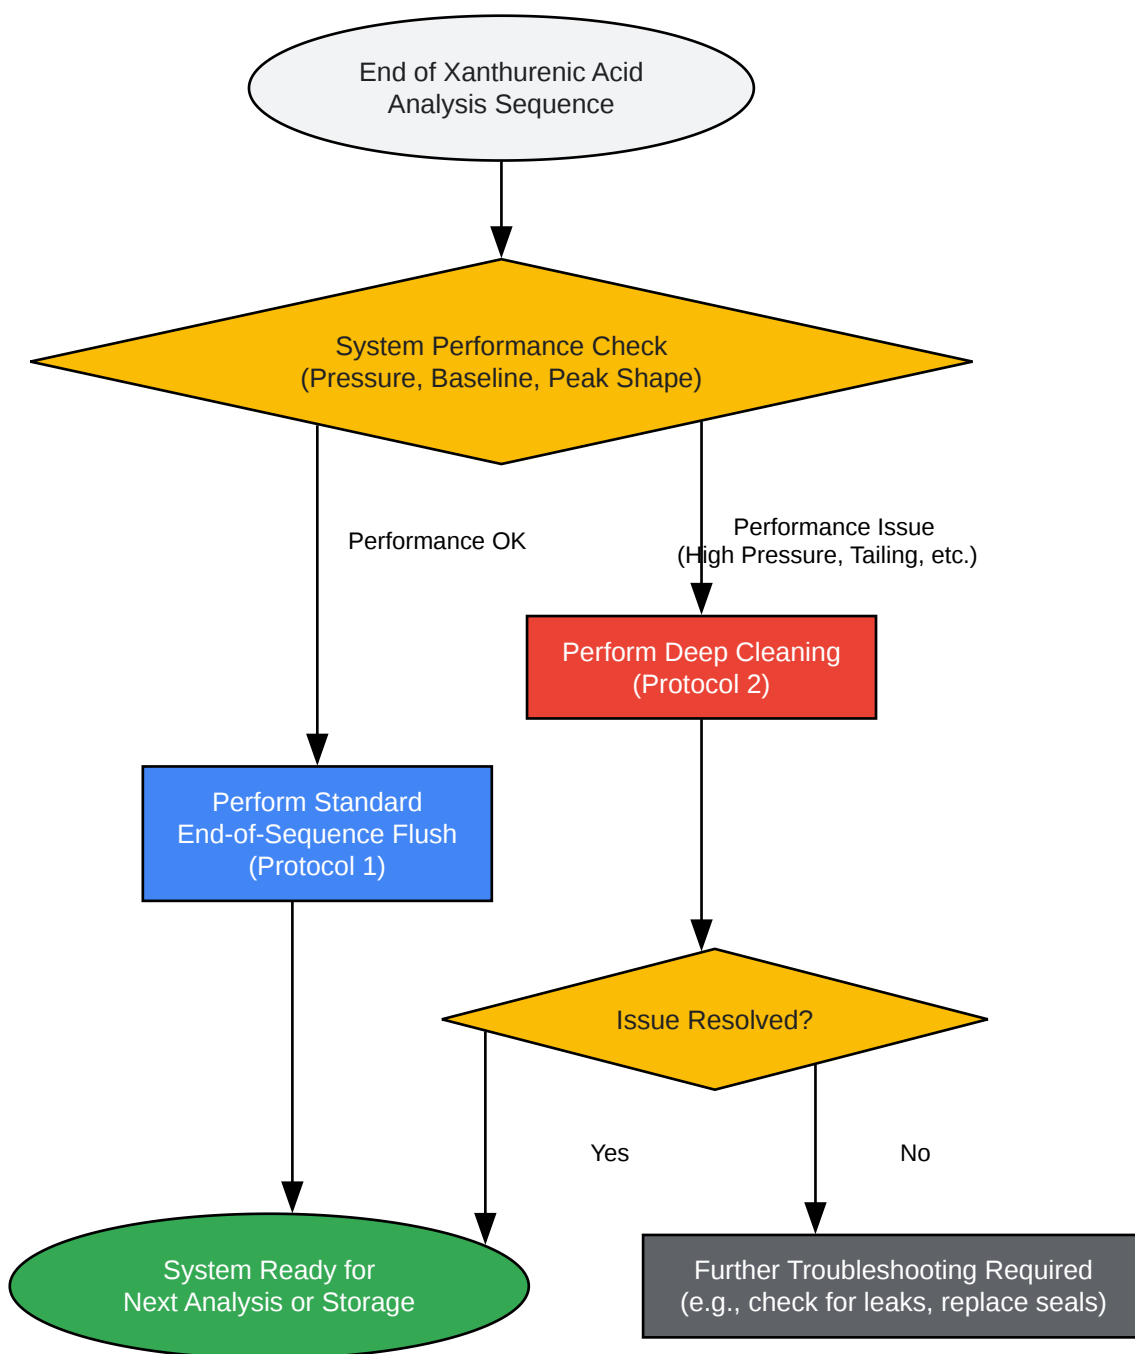 End of Xanthurenic Acid
Analysis Sequence
System Performance Check
(Pressure, Baseline, Peak Shape)
Performance OK
Performance Issue
(High Pressure, Tailing, etc.)
Perform Deep Cleaning
(Protocol 2)
Perform Standard
End-of-Sequence Flush
(Protocol 1)
Issue Resolved?
Yes
No
System Ready for
Next Analysis or Storage
Further Troubleshooting Required
(e.g., check for leaks, replace seals)